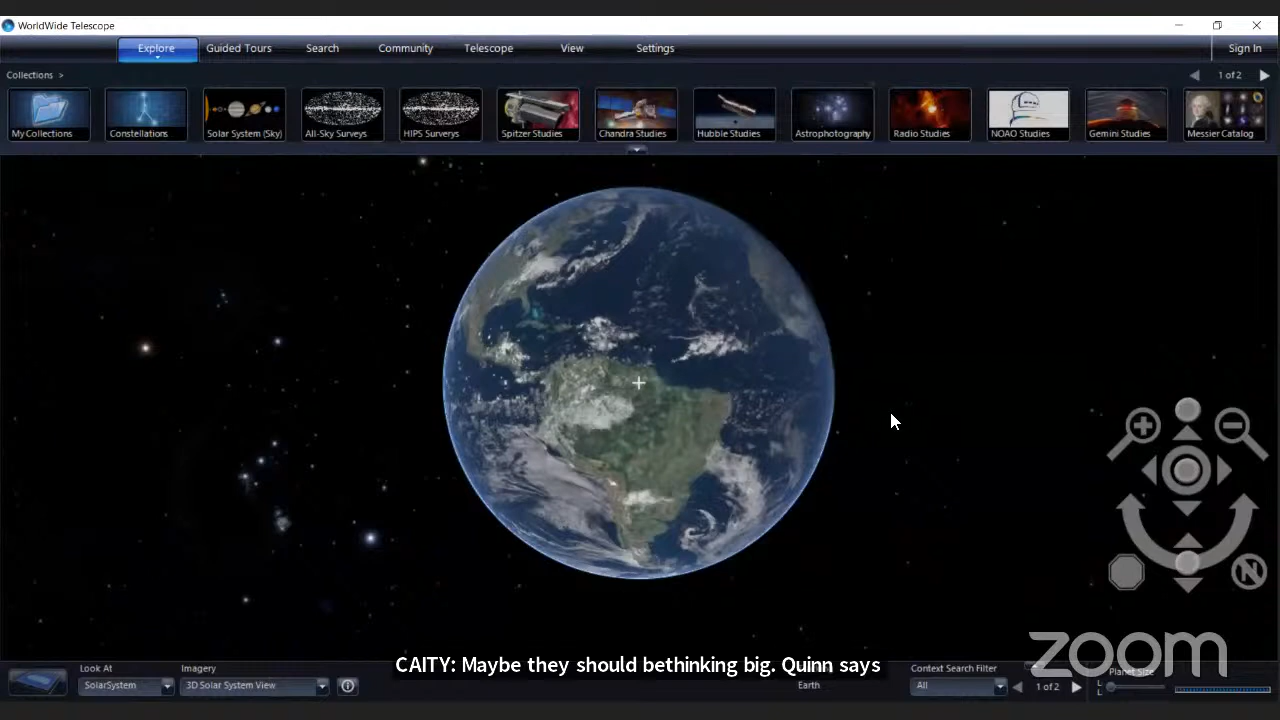 WorldWide Telescope
Explore Guided Tours Search Community Telescope View Settings Sign In
Collections > 1 of 2
My Collections Constellations Solar System (Sky) All-Sky Surveys HIPS Surverys Spitzer Studies Chandra Studies Hubble Studies Astrophotography Radio Studies NOAO Studies Gemini Studies Messier Catalog
N
zoom
CAITY: Maybe they should bethinking big. Quinn says
Look At Imagery Context Search Filter Planet Size
SolarSystem 3D Solar System View Earth All 1 of 2 L
L